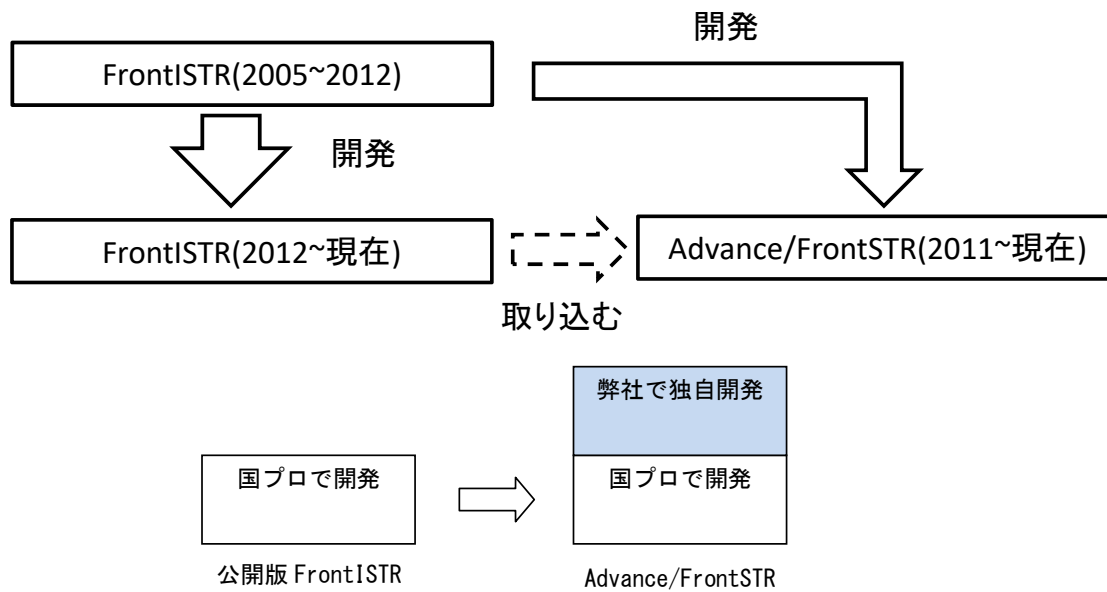 開発
FrontISTR(2005~2012)
開発
FrontISTR(2012~現在)
Advance/FrontSTR(2011~現在)
取り込む
弊社で独自開発
国プロで開発
国プロで開発
公開版 FrontISTR
Advance/FrontSTR